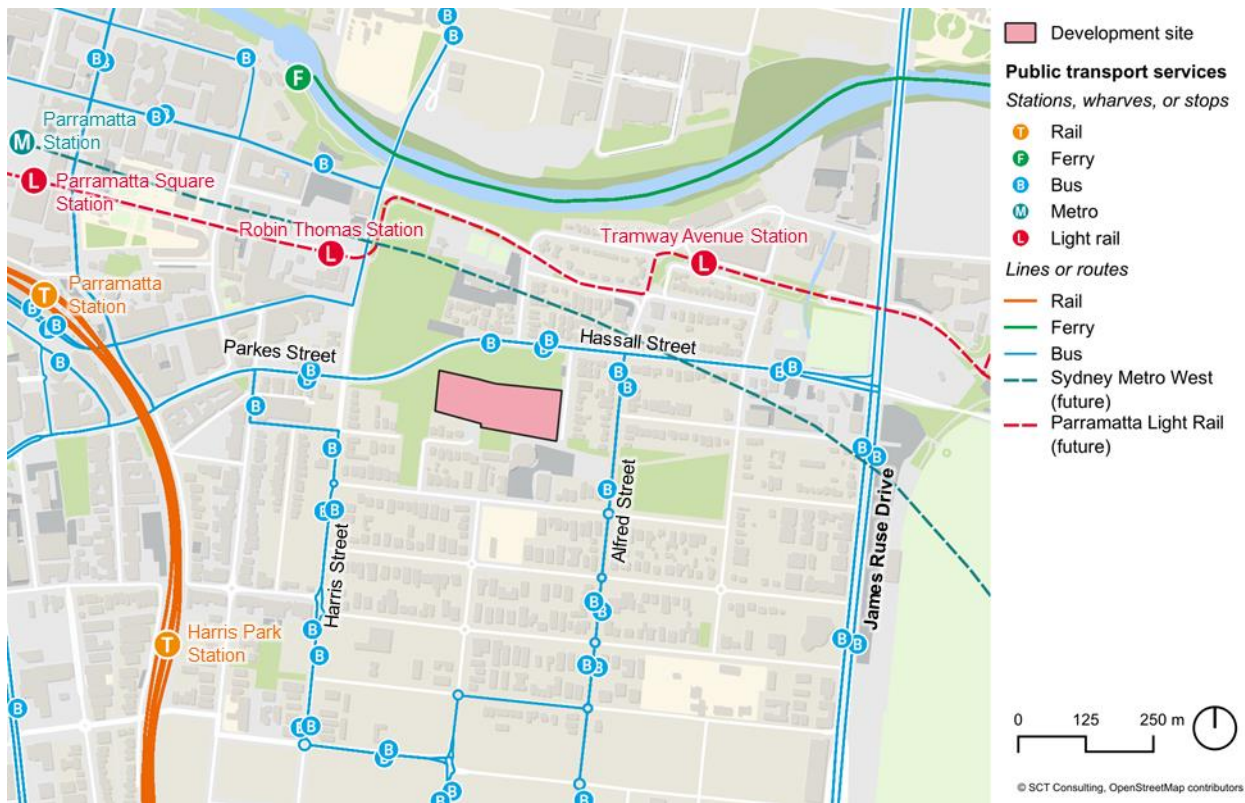 F
B
Parramatta
Station
M
L
Parramatta Square
Station
Robin Thomas Station
L
Tramway Avenue Station
L
Parramatta
Station
T
Parkes Street
Hassall Street
Harris Street
Alfred Street
James Ruse Drive
T
Harris Park
Station
Development site
Public transport services
Stations, wharves, or stops
T Rail
F Ferry
B Bus
M Metro
L Light rail
Lines or routes
Rail
Ferry
Bus
Sydney Metro West
(future)
Parramatta Light Rail
(future)
0 125 250 m
© SCT Consulting, OpenStreetMap contributors